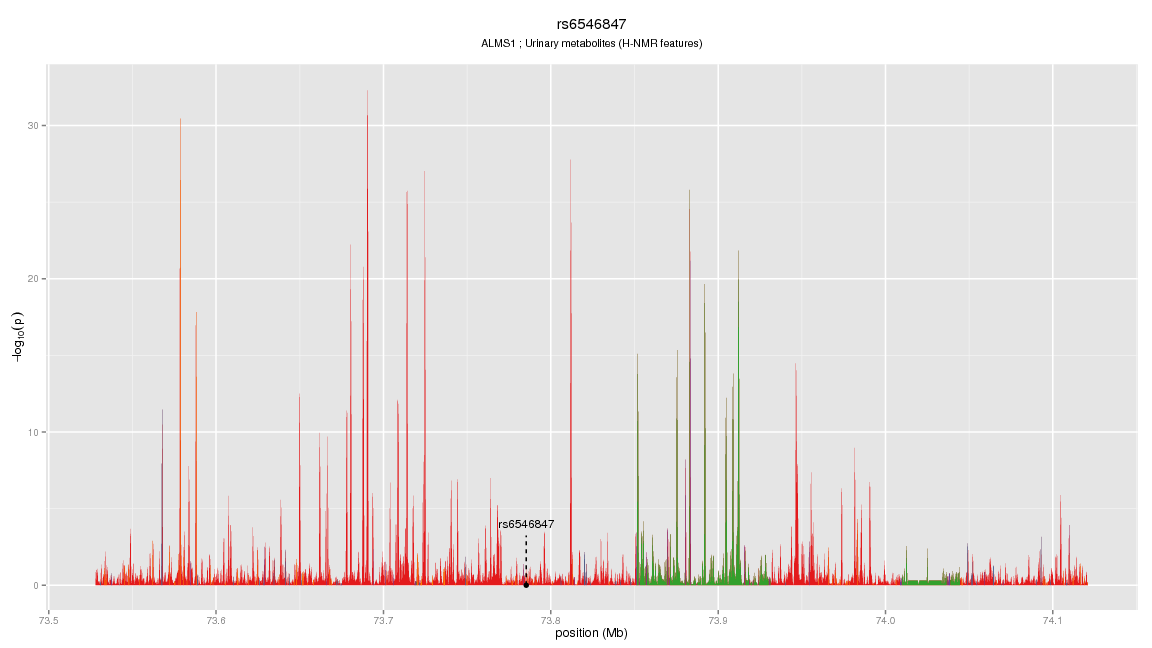 rs6546847
ALMS1 ; Urinary metabolites (H-NMR features)
−log10(p)
30
20
10
0
rs6546847
73.5 73.6 73.7 73.8 73.9 74.0 74.1
position (Mb)